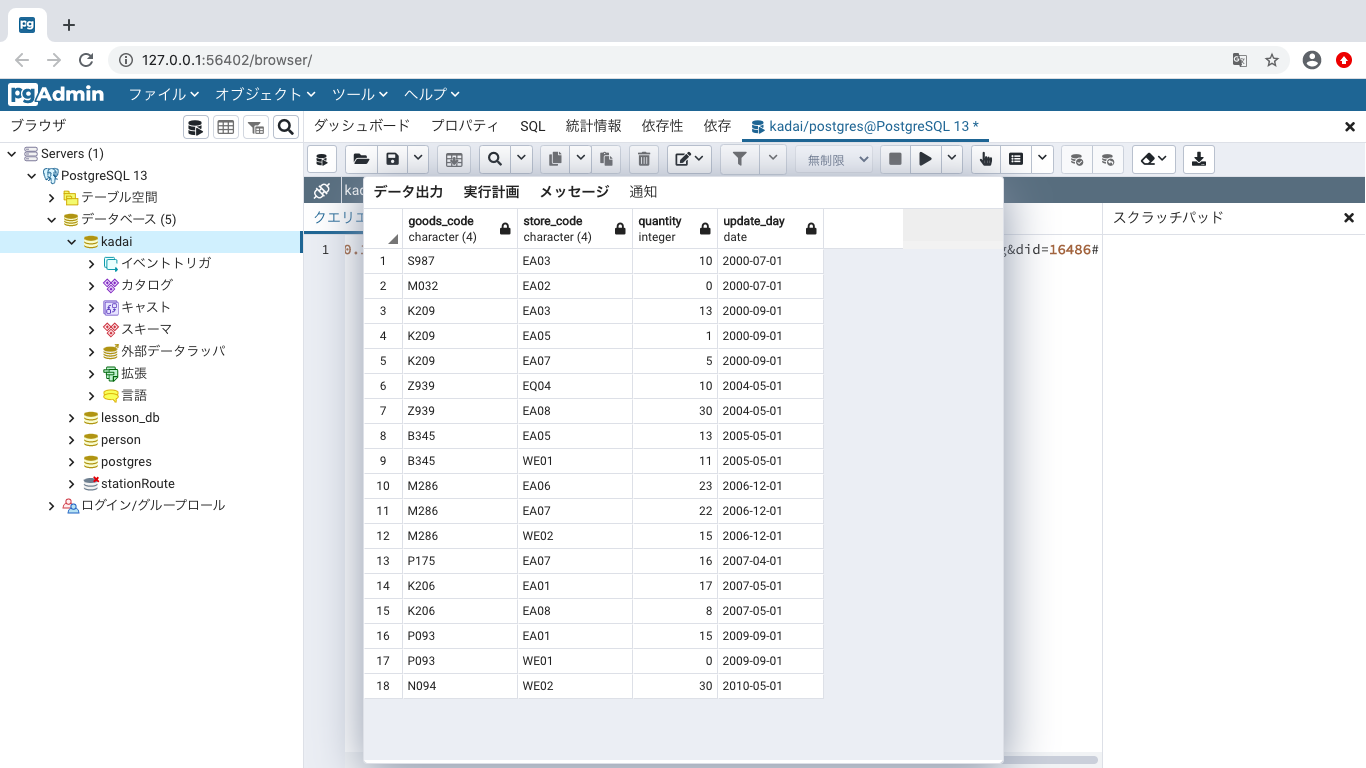 pg
127.0.0.1:56402/browser/
pgAdmin ファイル オブジェクト ツール ヘルプ
ブラウザ
ダッシュボード プロパティ SQL 統計情報 依存性 依存 kadai/postgres@PostgreSQL 13 *
Servers (1)
PostgreSQL 13
テーブル空間
データベース (5)
kadai
イベントトリガ
カタログ
キャスト
スキーマ
外部データラッパ
拡張
言語
lesson_db
person
postgres
stationRoute
ログイン/グループロール
無制限
スクラッチパッド
1
&did=16486#
データ出力 実行計画 メッセージ 通知
goods_code store_code quantity update_day
character (4) character (4) integer date
1 S987 EA03 10 2000-07-01
2 M032 EA02 0 2000-07-01
3 K209 EA03 13 2000-09-01
4 K209 EA05 1 2000-09-01
5 K209 EA07 5 2000-09-01
6 Z939 EQ04 10 2004-05-01
7 Z939 EA08 30 2004-05-01
8 B345 EA05 13 2005-05-01
9 B345 WE01 11 2005-05-01
10 M286 EA06 23 2006-12-01
11 M286 EA07 22 2006-12-01
12 M286 WE02 15 2006-12-01
13 P175 EA07 16 2007-04-01
14 K206 EA01 17 2007-05-01
15 K206 EA08 8 2007-05-01
16 P093 EA01 15 2009-09-01
17 P093 WE01 0 2009-09-01
18 N094 WE02 30 2010-05-01